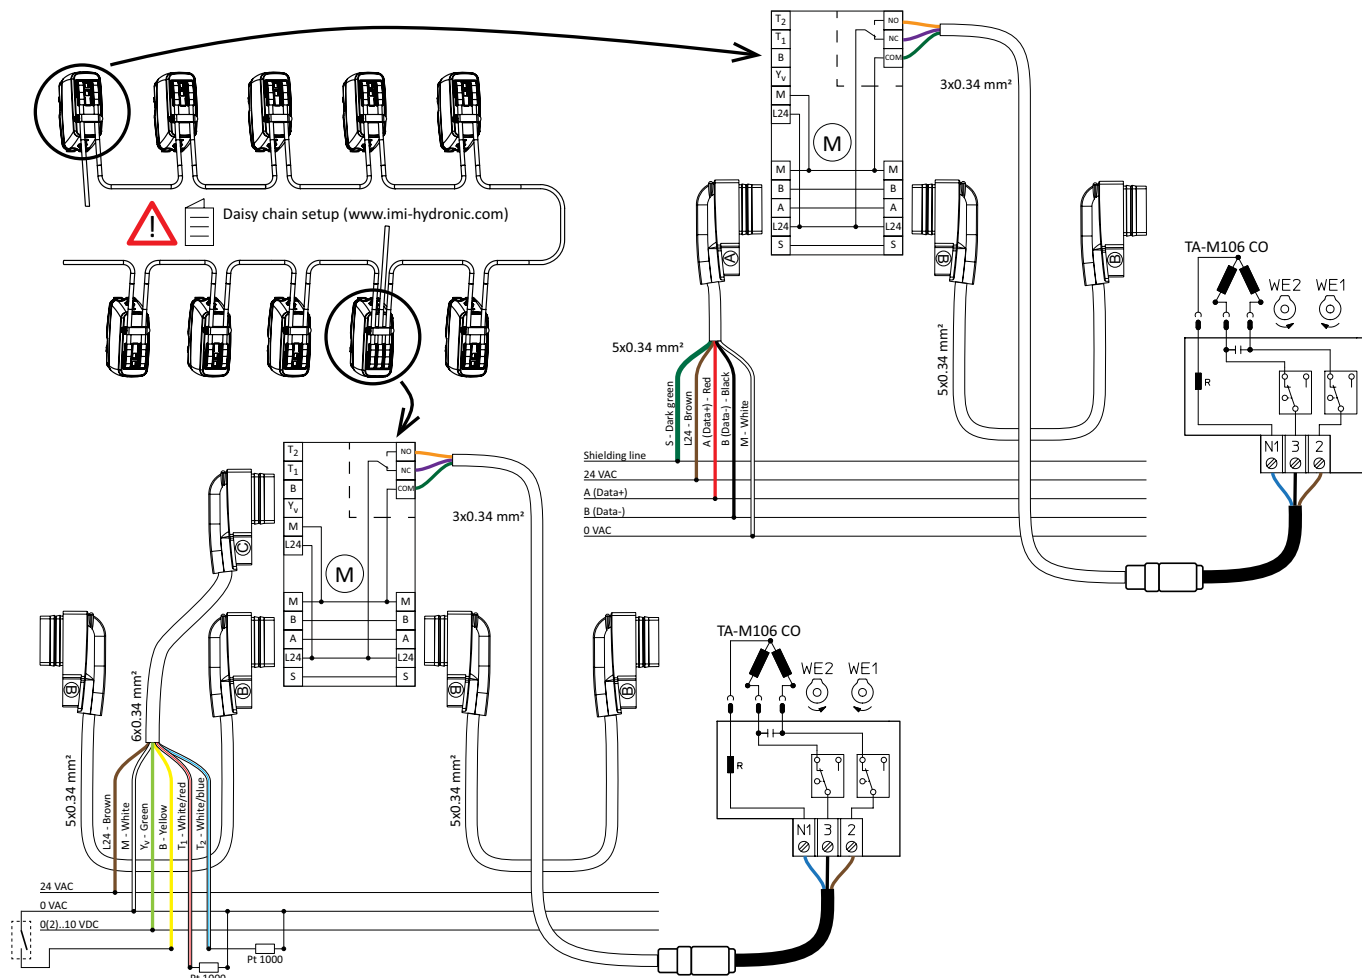 Daisy chain setup (www.imi-hydronic.com)
T2
T1
B
Yv
M
L24
NO
NC
COM
3x0.34 mm²
M
M
B
A
L24
S
M
B
A
L24
S
A
B
B
5x0.34 mm²
5x0.34 mm²
S - Dark green
L24 - Brown
A (Data+) - Red
B (Data-) - Black
M - White
Shielding line
24 VAC
A (Data+)
B (Data-)
0 VAC
TA-M106 CO
WE2
WE1
R
N1
3
2
T2
T1
B
Yv
M
L24
NO
NC
COM
3x0.34 mm²
M
M
B
A
L24
S
M
B
A
L24
S
C
B
B
B
B
6x0.34 mm²
5x0.34 mm²
5x0.34 mm²
L24 - Brown
M - White
Yv - Green
B - Yellow
T1 - White/red
T2 - White/blue
24 VAC
0 VAC
0(2)..10 VDC
Pt 1000
Pt 1000
TA-M106 CO
WE2
WE1
R
N1
3
2